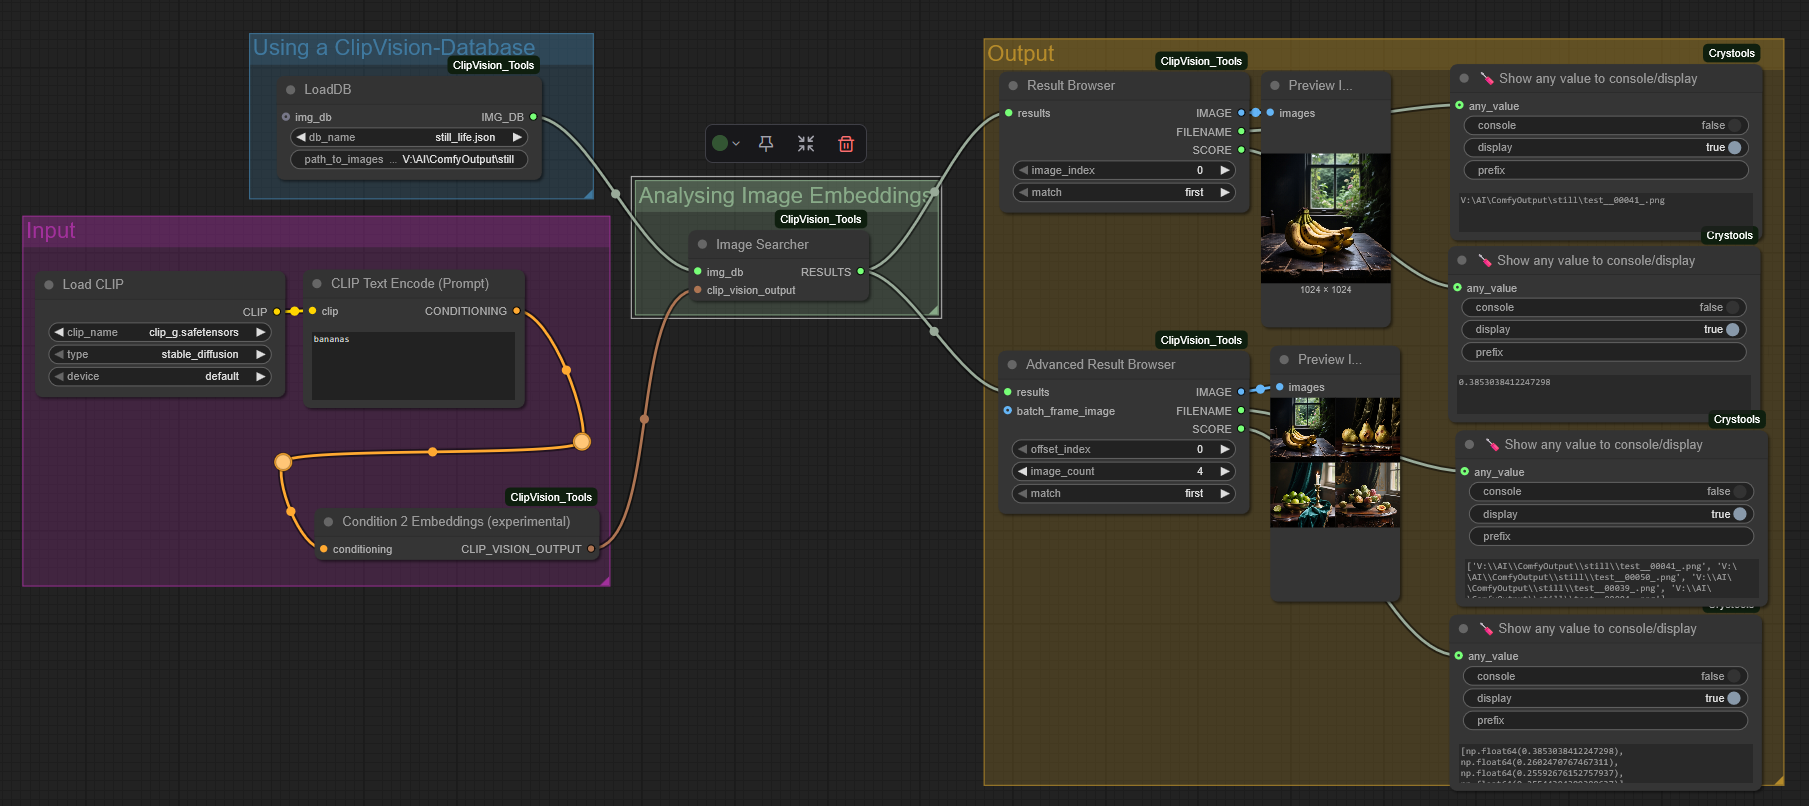 Using a ClipVision-Database
ClipVision_Tools
LoadDB
img_db
IMG_DB
db_name
still_life.json
path_to_images ...
V:\AI\ComfyOutput\still
Input
Load CLIP
CLIP
clip_name
clip_g.safetensors
type
stable_diffusion
device
default
CLIP Text Encode (Prompt)
clip
CONDITIONING
bananas
ClipVision_Tools
Condition 2 Embeddings (experimental)
conditioning
CLIP_VISION_OUTPUT
Analysing Image Embeddings
ClipVision_Tools
Image Searcher
img_db
RESULTS
clip_vision_output
Output
ClipVision_Tools
Result Browser
results
IMAGE
FILENAME
SCORE
image_index
0
match
first
Preview I...
images
1024 × 1024
ClipVision_Tools
Advanced Result Browser
results
IMAGE
batch_frame_image
FILENAME
SCORE
offset_index
0
image_count
4
match
first
Preview I...
images
Crystools
Show any value to console/display
any_value
console
false
display
true
prefix
V:\AI\ComfyOutput\still\test__00041_.png
Crystools
Show any value to console/display
any_value
console
false
display
true
prefix
0.3853038412247298
Crystools
Show any value to console/display
any_value
console
false
display
true
prefix
['V:\\AI\\ComfyOutput\\still\\test__00041_.png', 'V:\
\AI\\ComfyOutput\\still\\test__00050_.png', 'V:\\AI\
\ComfyOutput\\still\\test__00039_.png', 'V:\\AI\
Crystools
Show any value to console/display
any_value
console
false
display
true
prefix
[np.float64(0.3853038412247298),
np.float64(0.2602470767467311),
np.float64(0.25592676152757937),